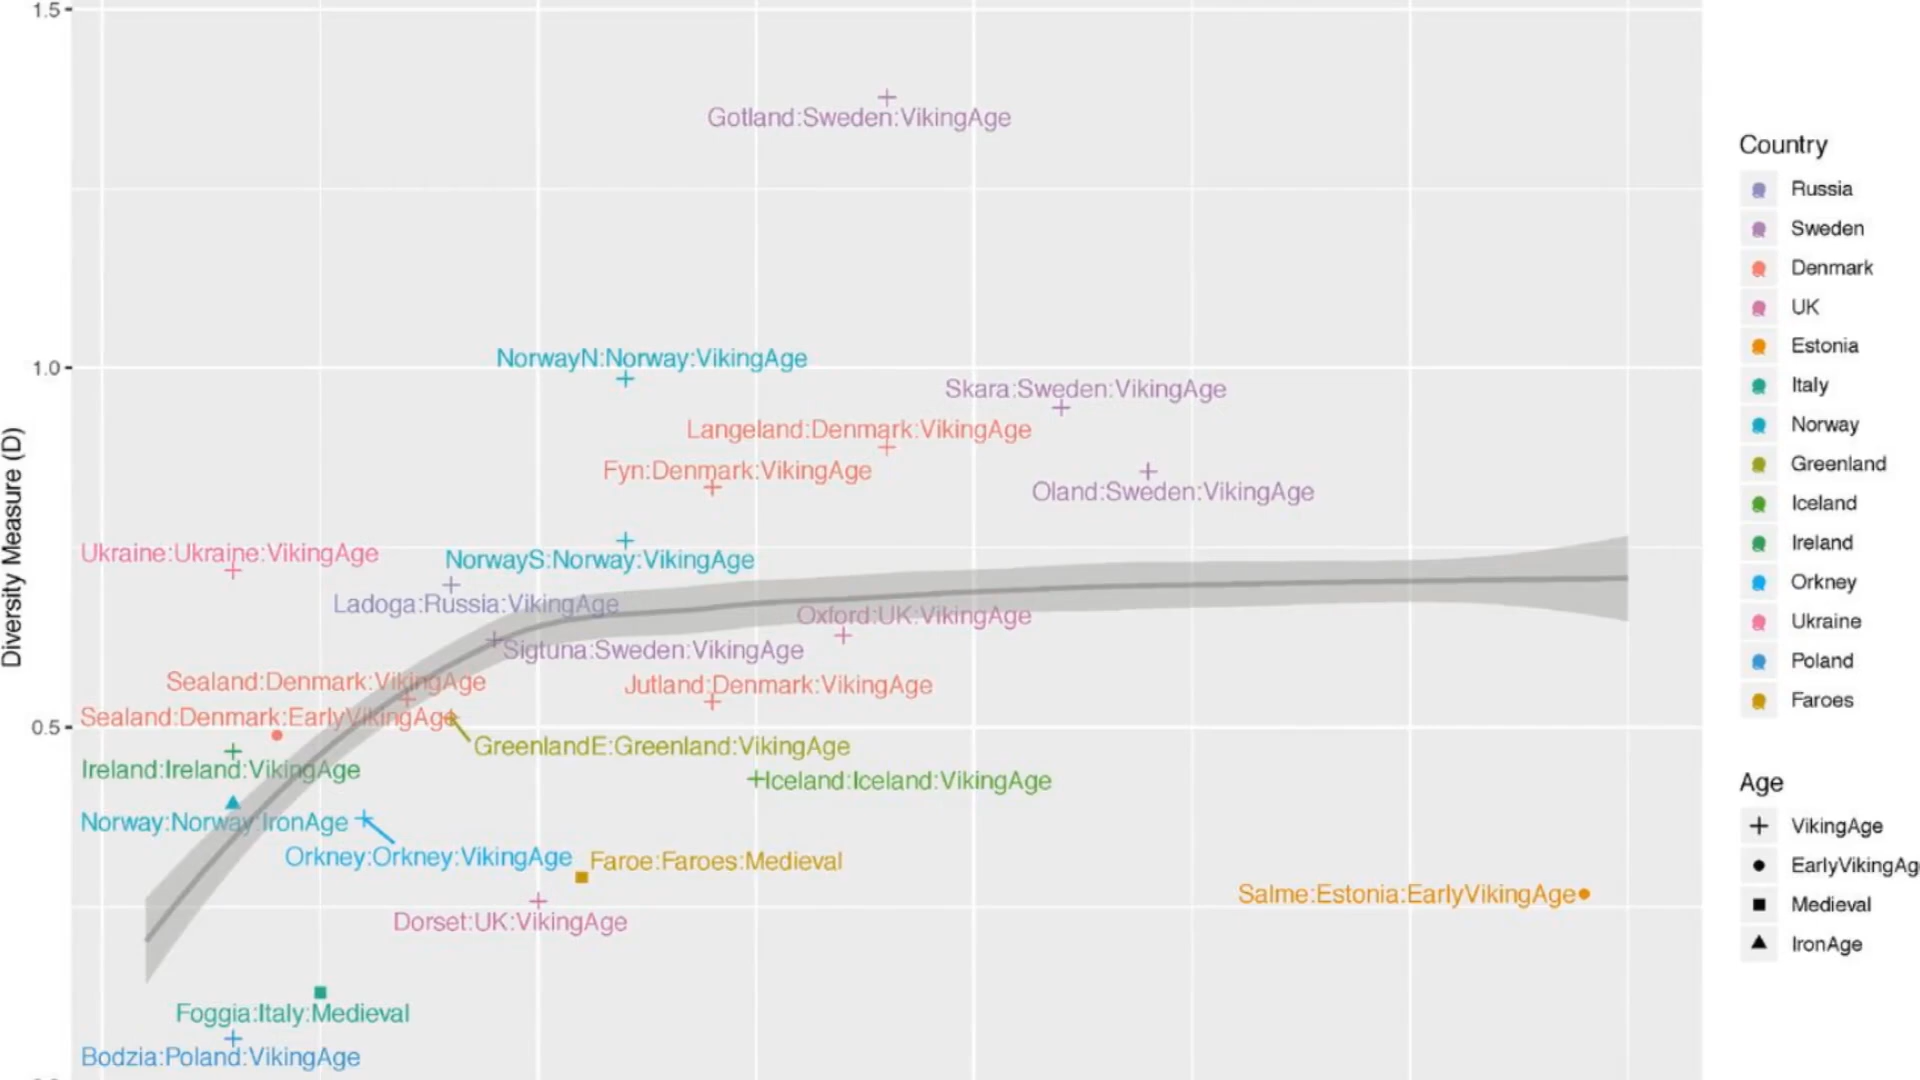 1.5
Gotland:Sweden:VikingAge
NorwayN:Norway:VikingAge
1.0
Skara:Sweden:VikingAge
Langeland:Denmark:VikingAge
Fyn:Denmark:VikingAge
Oland:Sweden:VikingAge
Diversity Measure (D)
Ukraine:Ukraine:VikingAge
NorwayS:Norway:VikingAge
Ladoga:Russia:VikingAge
Oxford:UK:VikingAge
Sigtuna:Sweden:VikingAge
Sealand:Denmark:VikingAge
Jutland:Denmark:VikingAge
Sealand:Denmark:EarlyVikingAge
0.5
GreenlandE:Greenland:VikingAge
Ireland:Ireland:VikingAge
Iceland:Iceland:VikingAge
Norway:Norway:IronAge
Orkney:Orkney:VikingAge
Faroe:Faroes:Medieval
Salme:Estonia:EarlyVikingAge
Dorset:UK:VikingAge
Foggia:Italy:Medieval
Bodzia:Poland:VikingAge
Country
Russia
Sweden
Denmark
UK
Estonia
Italy
Norway
Greenland
Iceland
Ireland
Orkney
Ukraine
Poland
Faroes
Age
VikingAge
EarlyVikingAg
Medieval
IronAge